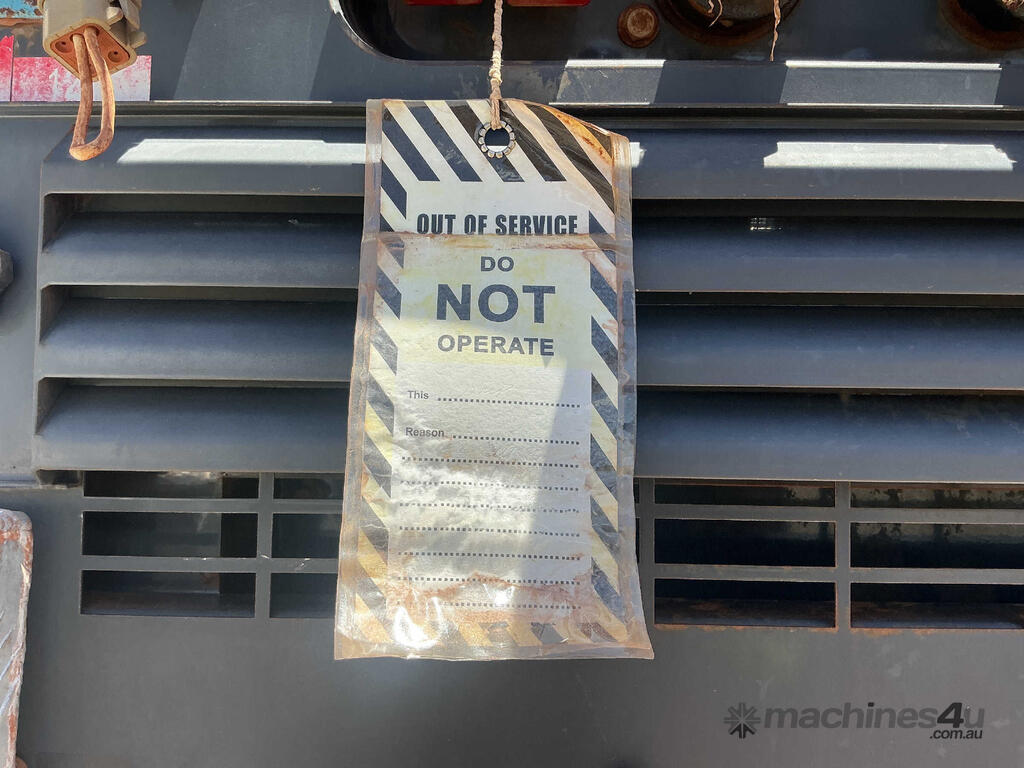 OUT OF SERVICE
DO
NOT
OPERATE
This
Reason
machines4u
.com.au